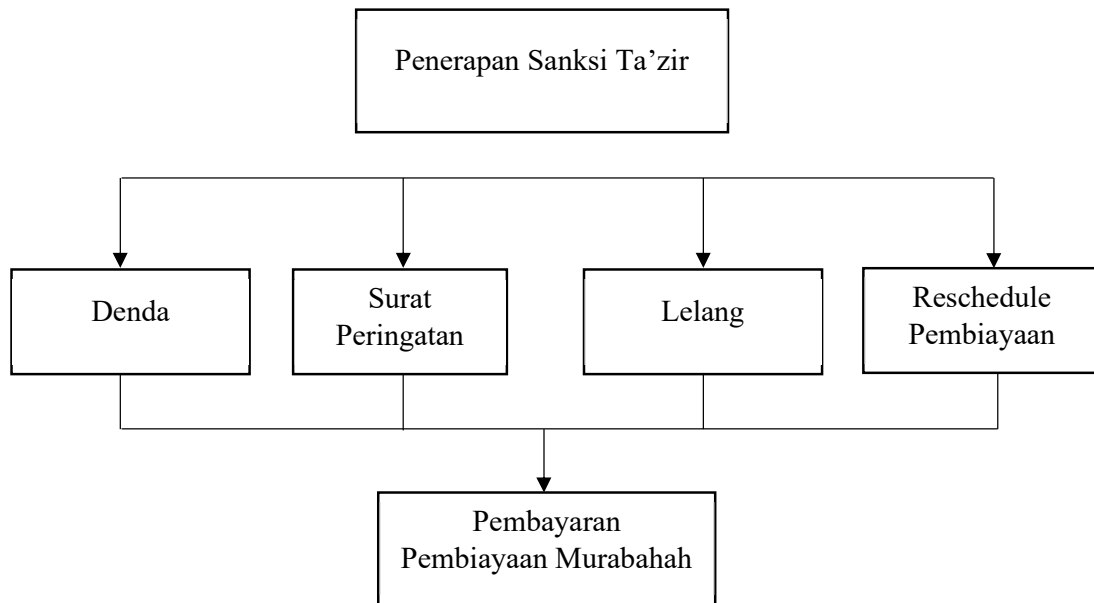 Penerapan Sanksi Ta’zir
Denda
Surat
Peringatan
Lelang
Reschedule
Pembiayaan
Pembayaran
Pembiayaan Murabahah